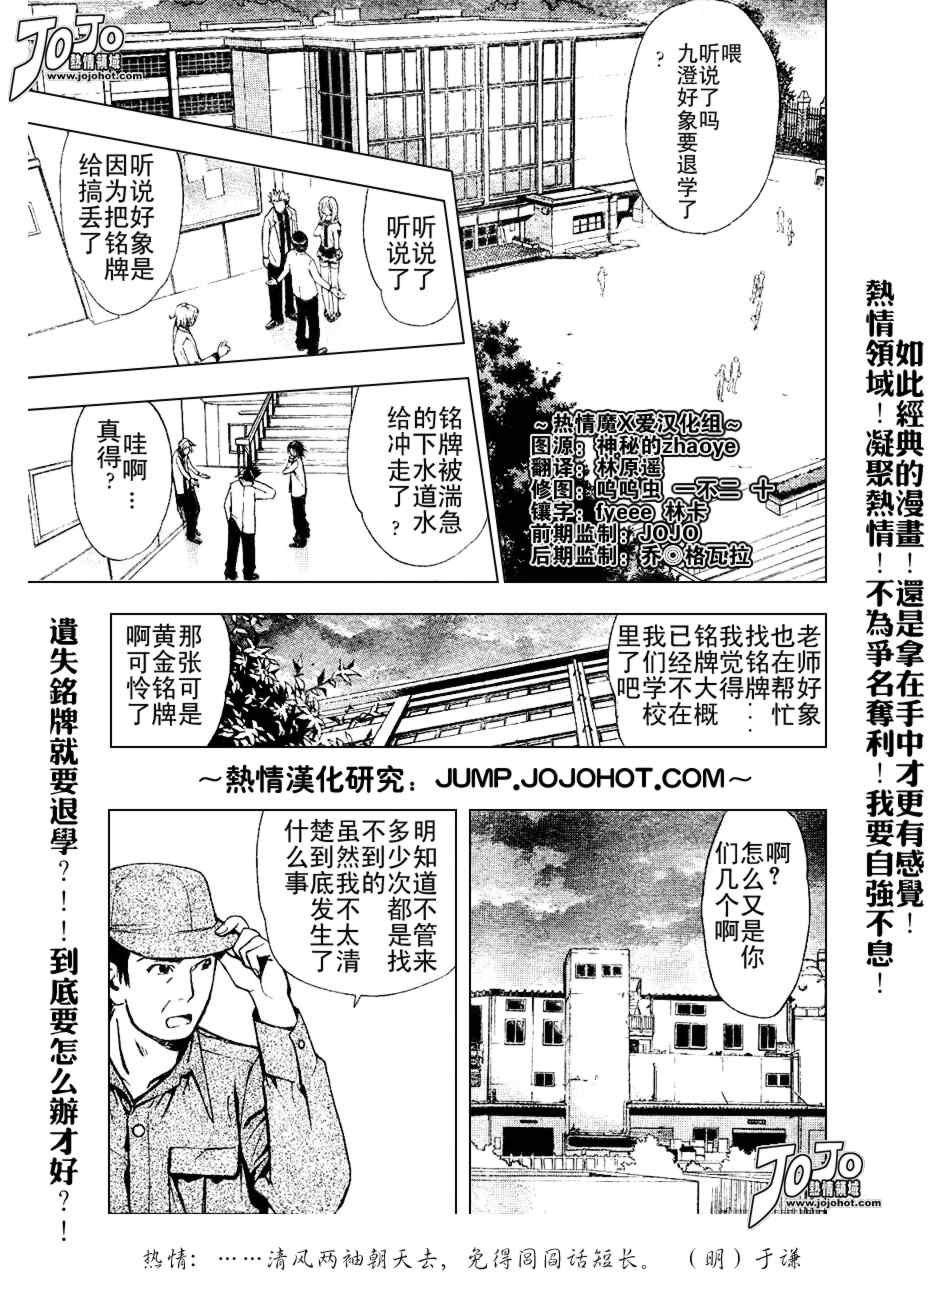 JOJO
熱情領域
www.jojohot.com
喂
听说了吗
九澄好象要退学了
?
听说了
听说了
听说好象是
因为把铭牌
给搞丢了
铭牌被湍急
的下水道水
给冲走了?
哇啊…
真得?
~热情魔X爱汉化组~
图源：神秘的zhaoye
翻译：林原遥
修图：呜呜虫 一不二 十
镶字：fyeee 林卡
前期监制：JOJO
后期监制：乔◎格瓦拉
老师好象
也在帮忙
找铭牌…
我觉得
铭牌大概
已经不在
我们学校
里了吧
那张可是
黄金铭牌
啊可怜了
~熱情漢化研究：JUMP.JOJOHOT.COM~
啊?
怎么又是你
们几个啊
明知道不管来
多少次都是找
不到的
虽然我不太清
楚到底发生了
什么事
如此經典的漫畫！還是拿在手中才更有感覺！
熱情領域！凝聚熱情！不為爭名奪利！我要自強不息！
遺失銘牌就要退學?！！到底要怎么辦才好?！
JOJO
熱情領域
www.jojohot.com
热情：……清风两袖朝天去，免得闾阎话短长。 （明）于谦